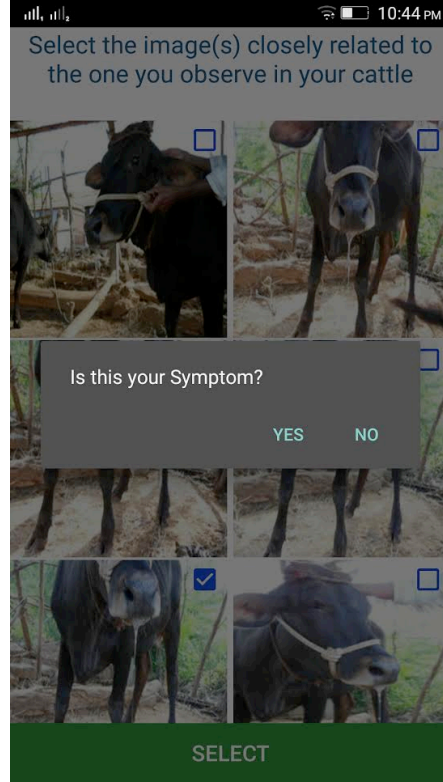 10:44 PM
Select the image(s) closely related to
the one you observe in your cattle
Is this your Symptom?
YES NO
SELECT